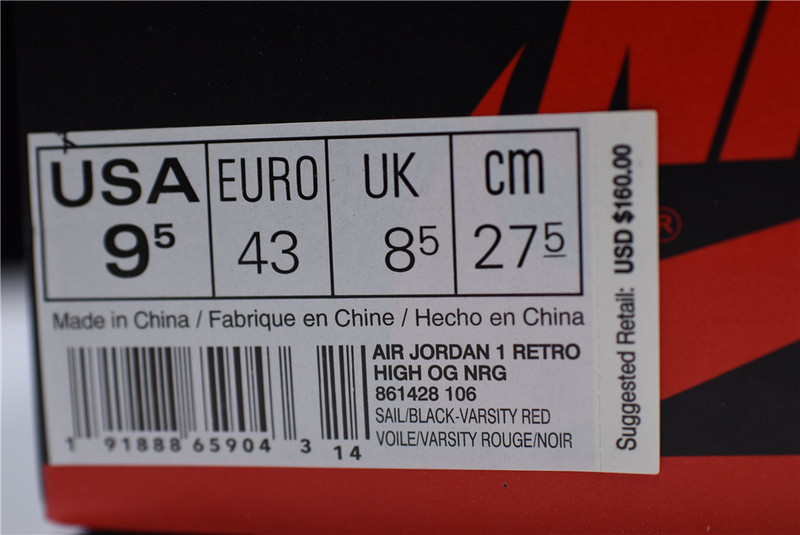 USA EURO UK cm
9⁵ 43 8⁵ 27⁵
Made in China / Fabrique en Chine / Hecho en China
AIR JORDAN 1 RETRO
HIGH OG NRG
861428 106
SAIL/BLACK-VARSITY RED
VOILE/VARSITY ROUGE/NOIR
1 91888 65904 3 14
Suggested Retail: USD $160.00
®